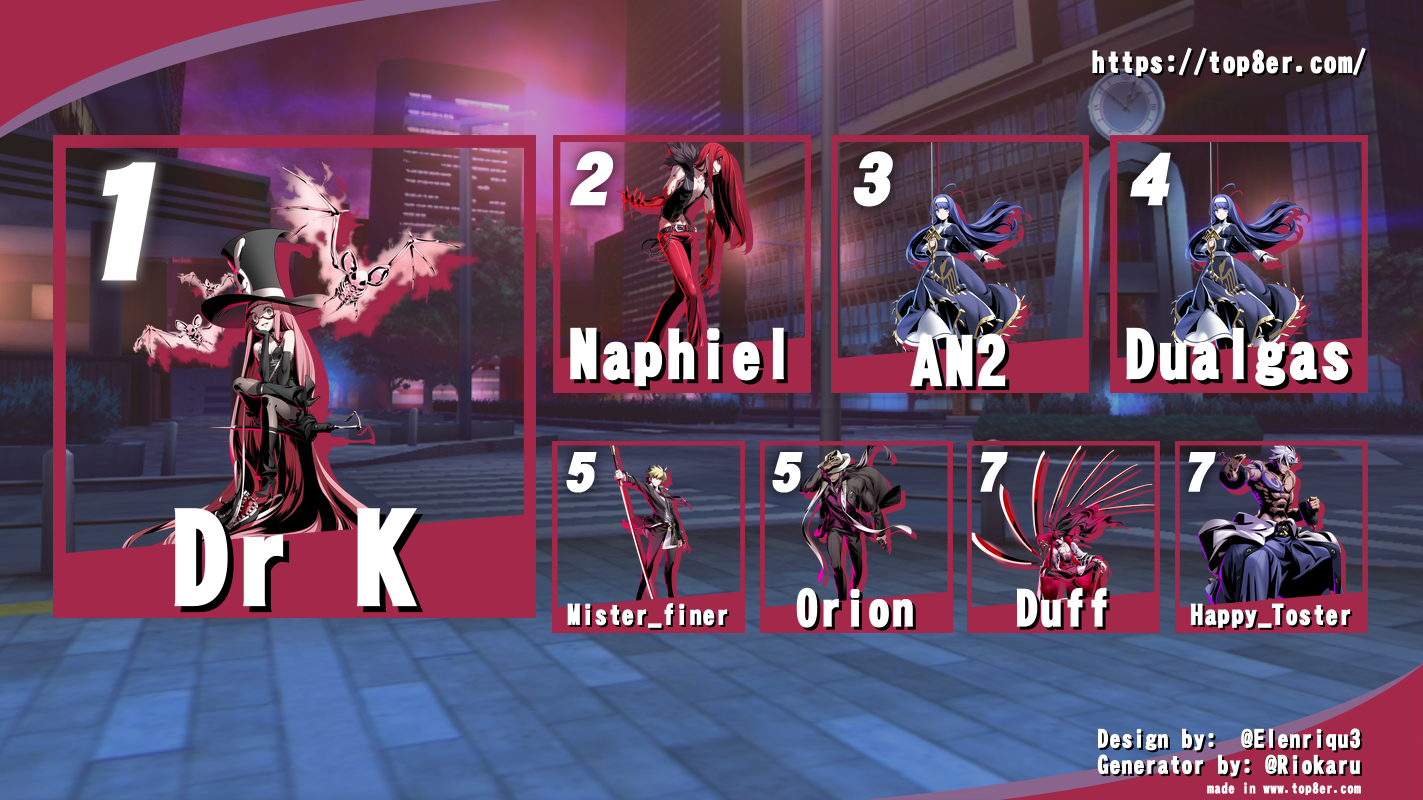 https://top8er.com/
1
Dr K
2
Naphiel
3
AN2
4
Dualgas
5
Mister_finer
5
Orion
7
Duff
7
Happy_Toster
Design by: @Elenriqu3
Generator by: @Riokaru
made in www.top8er.com